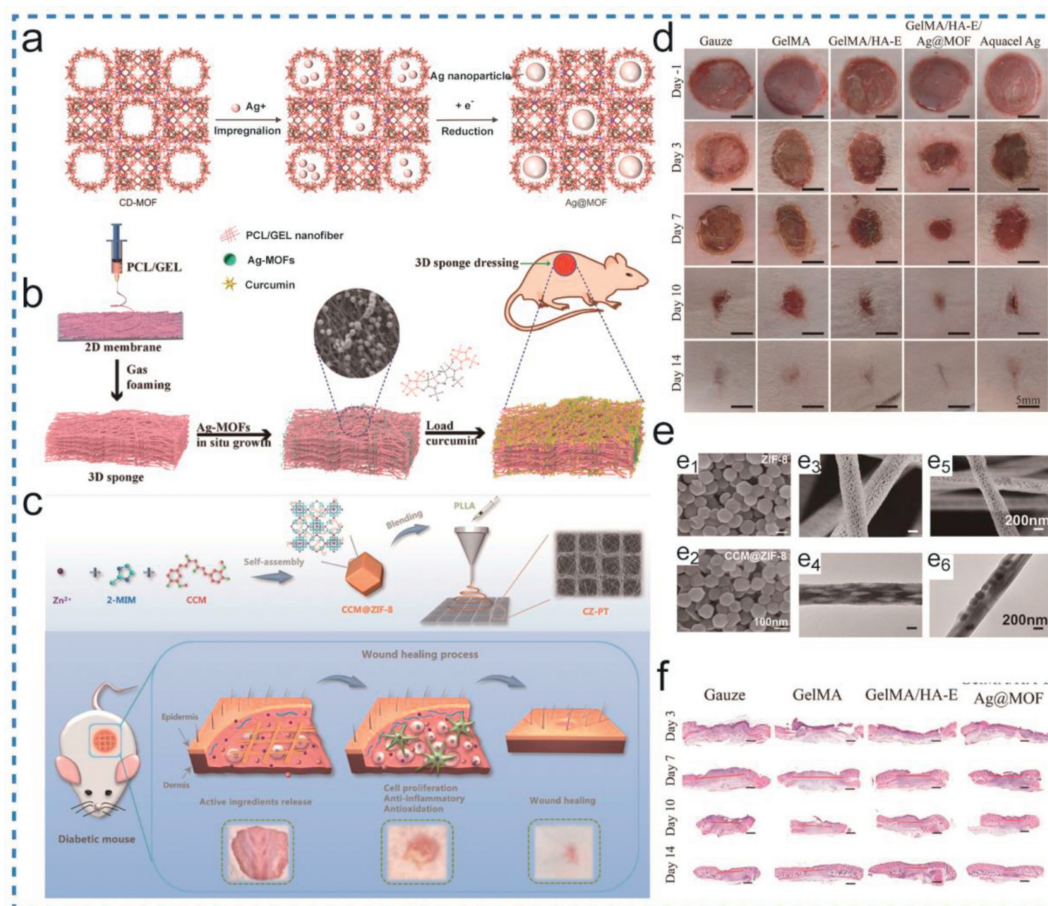 a
Ag+
Impregnalion
Ag nanoparticle
+ e-
Reduction
CD-MOF
Ag@MOF
b
PCL/GEL
PCL/GEL nanofiber
Ag-MOFs
Curcumin
2D membrane
Gas
foaming
3D sponge
Ag-MOFs
in situ growth
Load
curcumin
3D sponge dressing
c
Zn2+
2-MIM
CCM
Self-assembly
CCM@ZIF-8
Blending
PLLA
CZ-PT
Wound healing process
Epidermis
Dermis
Diabetic mouse
Active ingredients release
Cell proliferation
Anti-inflammatory
Antioxidation
Wound healing
d
Gauze
GelMA
GelMA/HA-E
GelMA/HA-E/
Ag@MOF
Aquacel Ag
Day -1
Day 3
Day 7
Day 10
Day 14
5mm
e
e1
ZIF-8
e3
e5
200nm
e2
CCM@ZIF-8
100nm
e4
e6
200nm
f
Gauze
GelMA
GelMA/HA-E
Ag@MOF
Day 3
Day 7
Day 10
Day 14